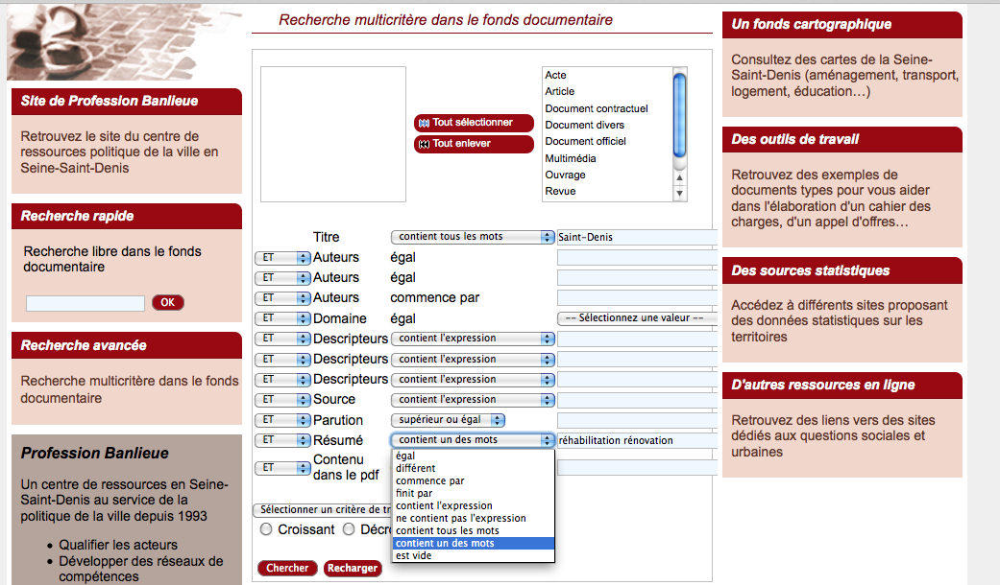 Site de Profession Banlieue
Retrouvez le site du centre de
ressources politique de la ville en
Seine-Saint-Denis
Recherche rapide
Recherche libre dans le fonds
documentaire
OK
Recherche avancée
Recherche multicritère dans le fonds
documentaire
Profession Banlieue
Un centre de ressources en Seine-
Saint-Denis au service de la
politique de la ville depuis 1993
• Qualifier les acteurs
• Développer des réseaux de
compétences
Recherche multicritère dans le fonds documentaire
Tout sélectionner
Tout enlever
Acte
Article
Document contractuel
Document divers
Document officiel
Multimédia
Ouvrage
Revue
Titre contient tous les mots Saint-Denis
ET Auteurs égal
ET Auteurs égal
ET Auteurs commence par
ET Domaine égal -- Sélectionnez une valeur --
ET Descripteurs contient l'expression
ET Descripteurs contient l'expression
ET Descripteurs contient l'expression
ET Source contient l'expression
ET Parution supérieur ou égal
ET Résumé contient un des mots réhabilitation rénovation
ET Contenu
dans le pdf
égal
différent
commence par
finit par
contient l'expression
ne contient pas l'expression
contient tous les mots
contient un des mots
est vide
Sélectionner un critère de tr
Croissant Décro
Chercher Recharger
Un fonds cartographique
Consultez des cartes de la Seine-
Saint-Denis (aménagement, transport,
logement, éducation…)
Des outils de travail
Retrouvez des exemples de
documents types pour vous aider
dans l'élaboration d'un cahier des
charges, d'un appel d'offres…
Des sources statistiques
Accédez à différents sites proposant
des données statistiques sur les
territoires
D'autres ressources en ligne
Retrouvez des liens vers des sites
dédiés aux questions sociales et
urbaines